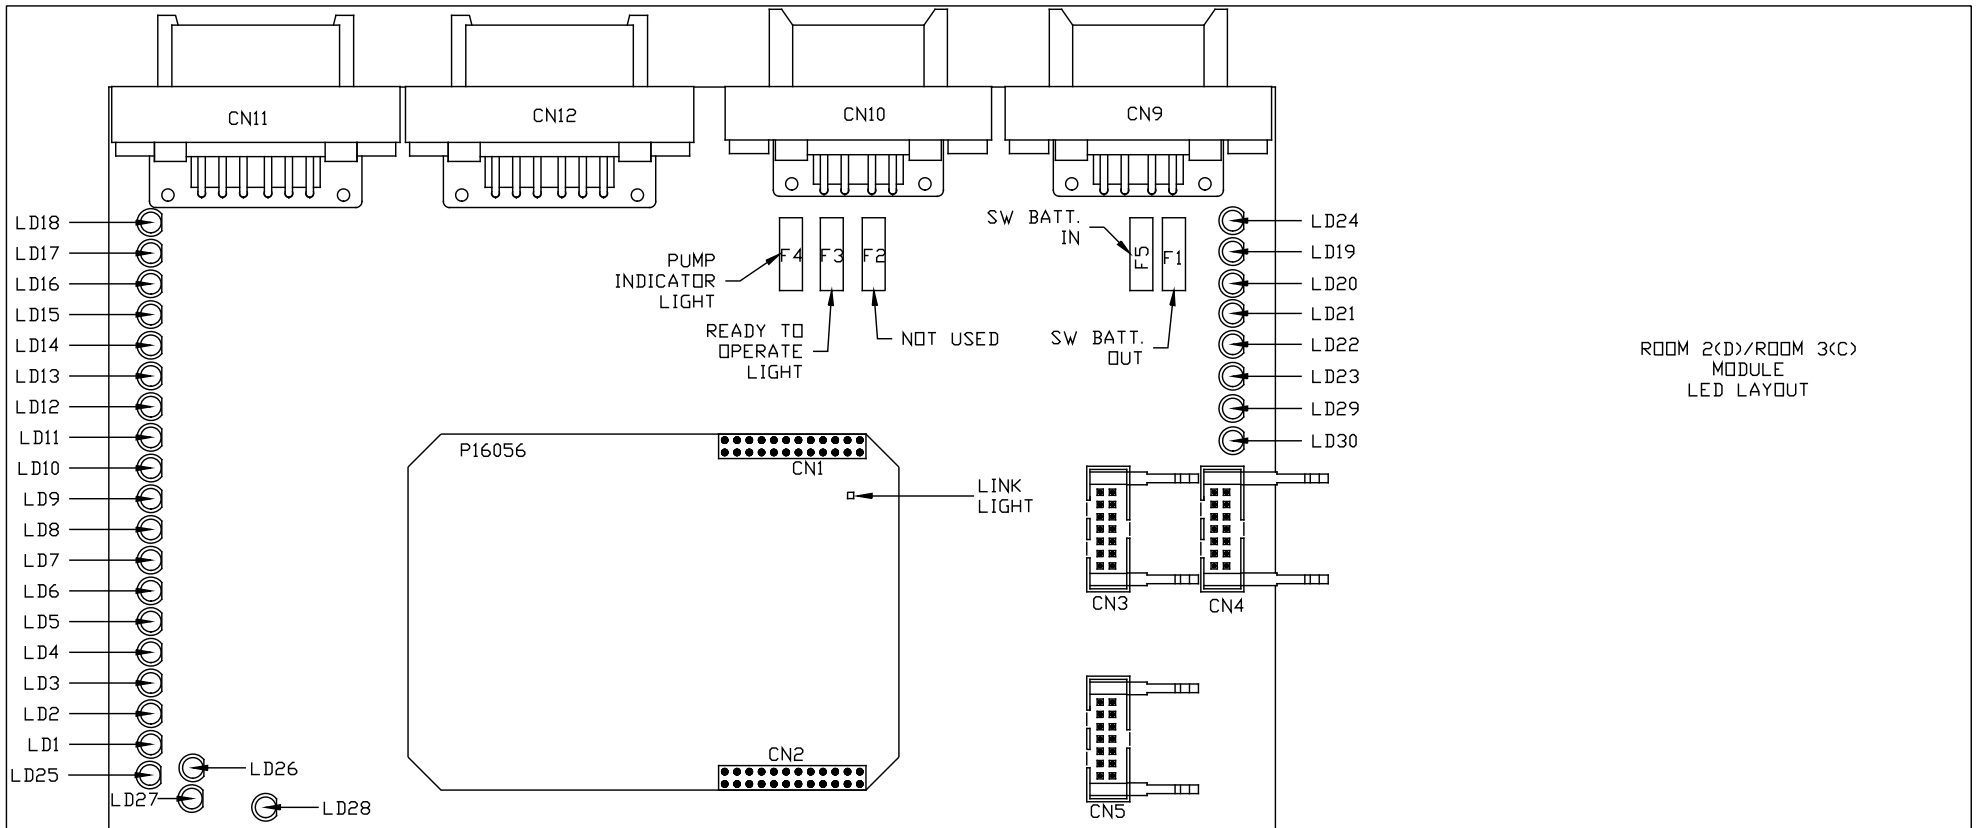 CN11
CN12
CN10
CN9
LD18
LD17
LD16
LD15
LD14
LD13
LD12
LD11
LD10
LD9
LD8
LD7
LD6
LD5
LD4
LD3
LD2
LD1
LD25
LD26
LD27
LD28
PUMP
INDICATOR
LIGHT
F4
F3
F2
READY TO
OPERATE
LIGHT
NOT USED
SW BATT.
IN
F5
F1
SW BATT.
OUT
LD24
LD19
LD20
LD21
LD22
LD23
LD29
LD30
P16056
CN1
LINK
LIGHT
CN2
CN3
CN4
CN5
ROOM 2(D)/ROOM 3(C)
MODULE
LED LAYOUT